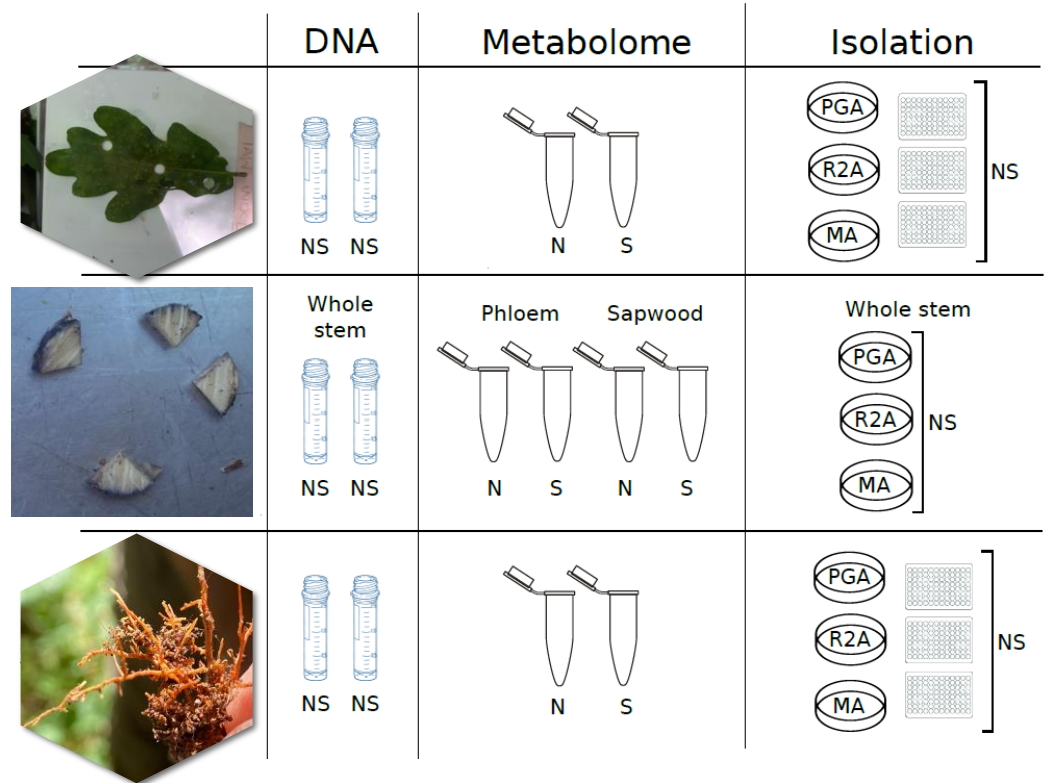 DNA
Metabolome
Isolation
PGA
R2A
MA
NS
NS NS
N S
Whole
stem
Phloem Sapwood
Whole stem
PGA
R2A
MA
NS
NS NS
N S N S
PGA
R2A
MA
NS
NS NS
N S